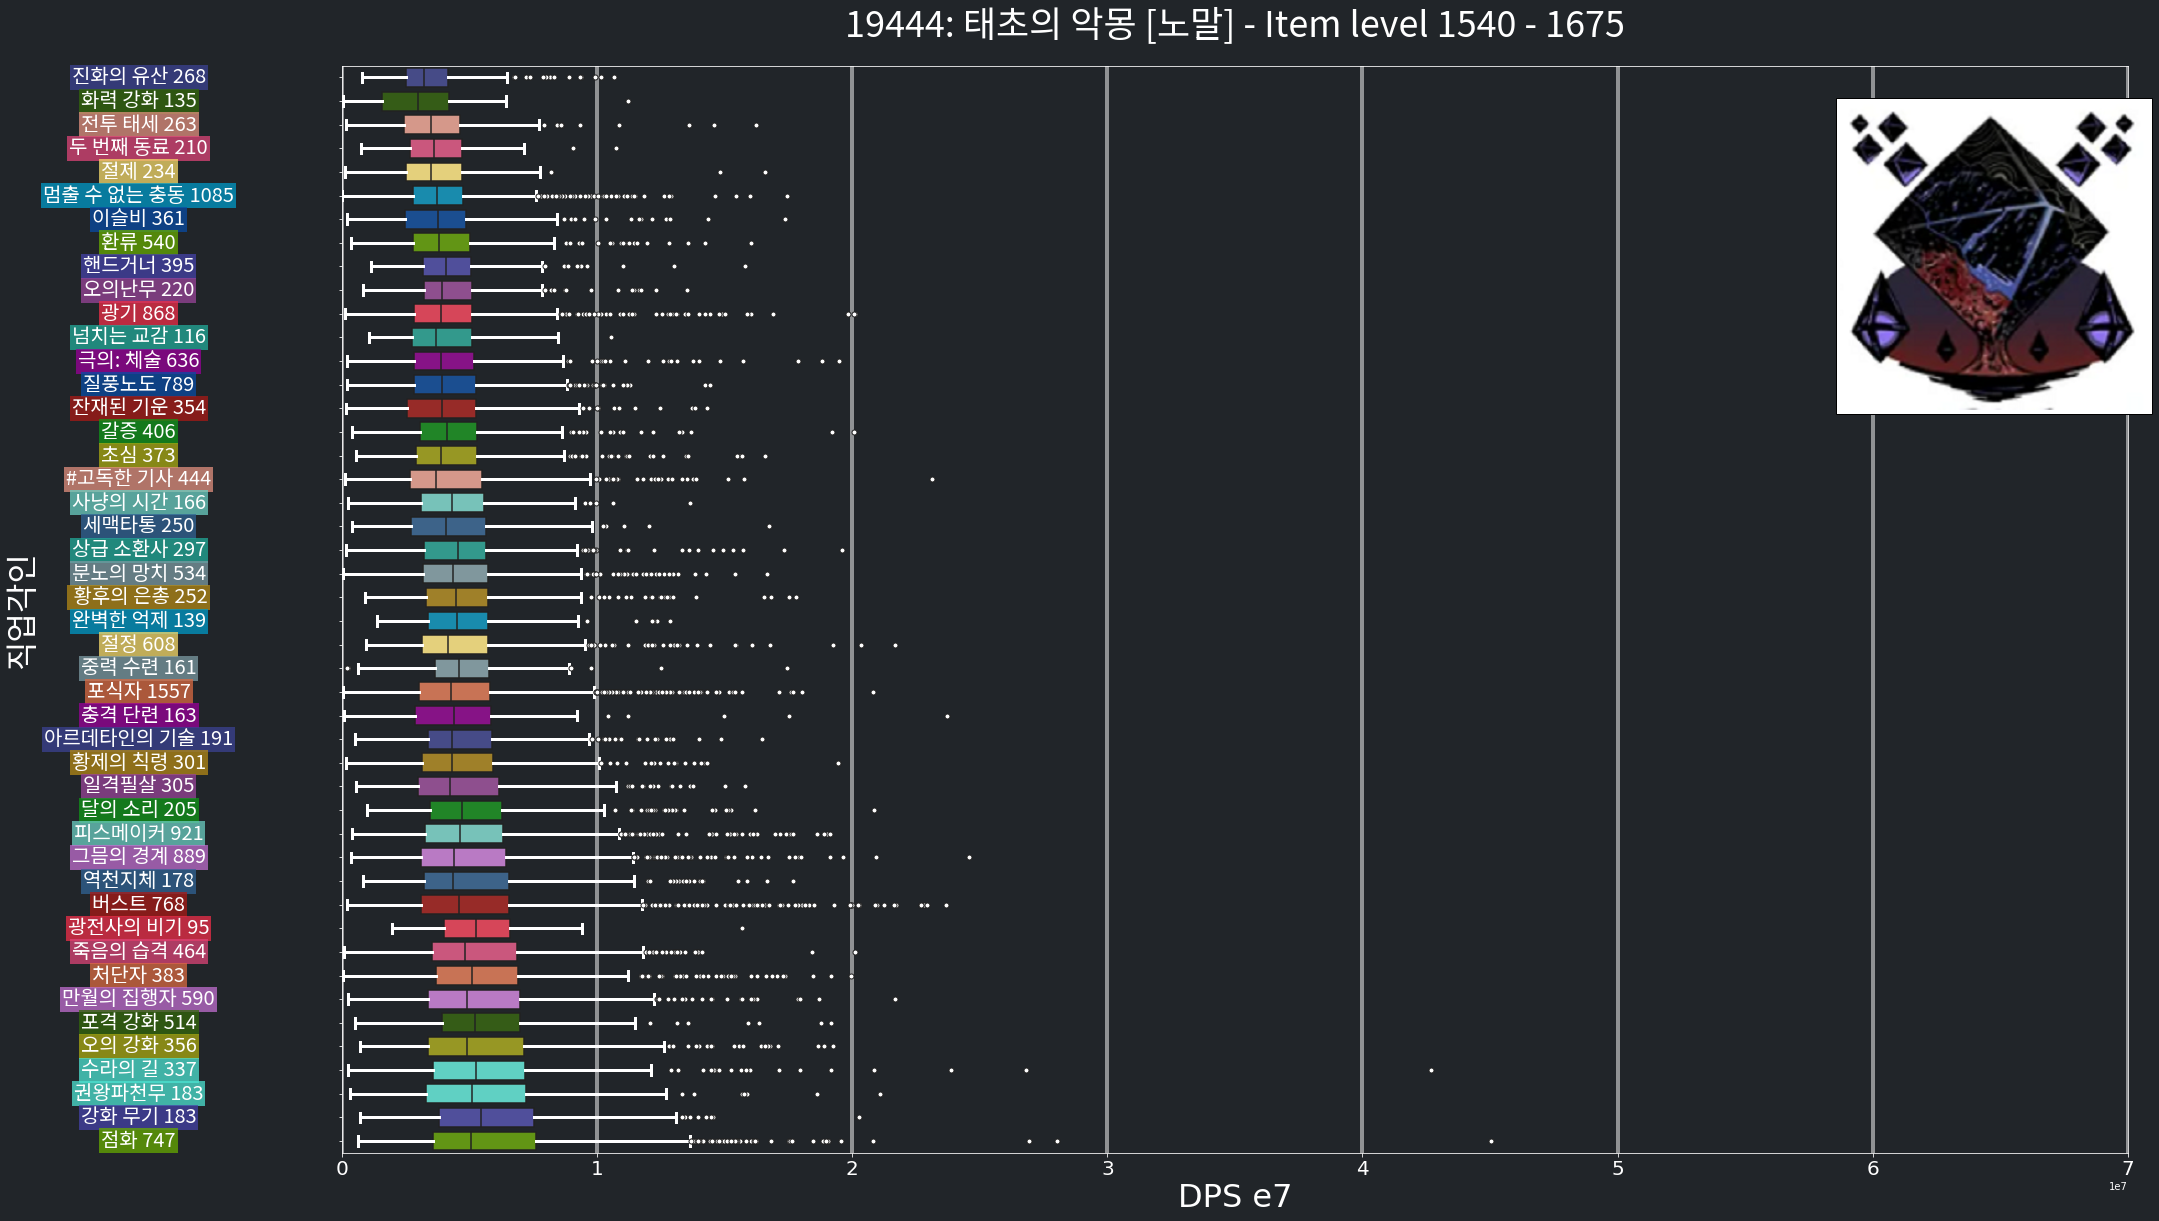 19444: 태초의 악몽 [노말] - Item level 1540 - 1675
직업각인
진화의 유산 268
화력 강화 135
전투 태세 263
두 번째 동료 210
절제 234
멈출 수 없는 충동 1085
이슬비 361
환류 540
핸드거너 395
오의난무 220
광기 868
넘치는 교감 116
극의: 체술 636
질풍노도 789
잔재된 기운 354
갈증 406
초심 373
#고독한 기사 444
사냥의 시간 166
세맥타통 250
상급 소환사 297
분노의 망치 534
황후의 은총 252
완벽한 억제 139
절정 608
중력 수련 161
포식자 1557
충격 단련 163
아르데타인의 기술 191
황제의 칙령 301
일격필살 305
달의 소리 205
피스메이커 921
그믐의 경계 889
역천지체 178
버스트 768
광전사의 비기 95
죽음의 습격 464
처단자 383
만월의 집행자 590
포격 강화 514
오의 강화 356
수라의 길 337
권왕파천무 183
강화 무기 183
점화 747
0 1 2 3 4 5 6 7
1e7
DPS e7